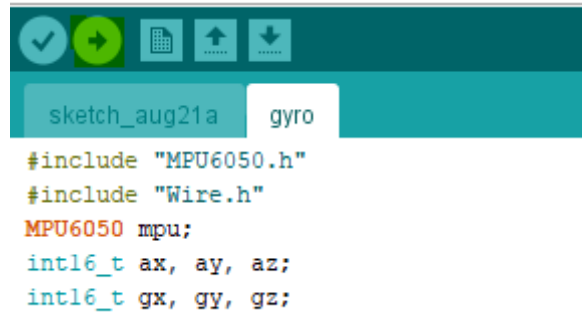 sketch_aug21a gyro
#include "MPU6050.h"
#include "Wire.h"
MPU6050 mpu;
int16_t ax, ay, az;
int16_t gx, gy, gz;